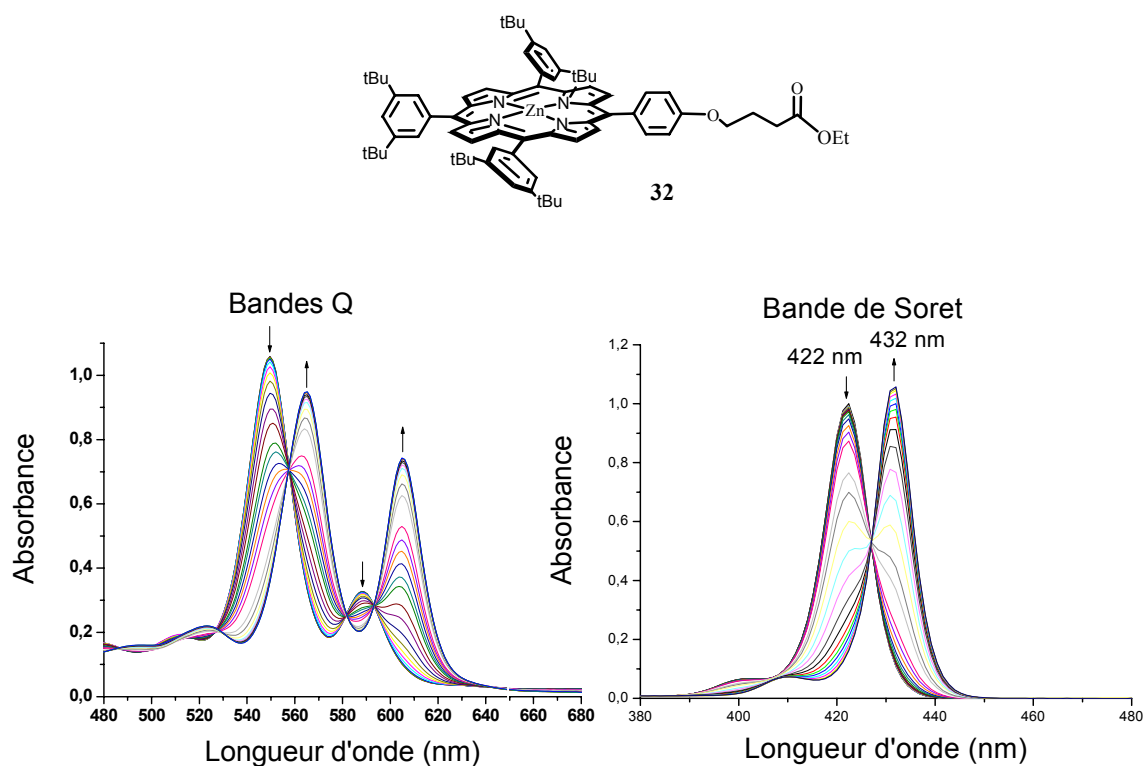 tBu
tBu
tBu
N
N
Zn
N
N
O
O
OEt
tBu
tBu
tBu
32
Bandes Q
Absorbance
1,0
0,8
0,6
0,4
0,2
0,0
480 500 520 540 560 580 600 620 640 660 680
Longueur d'onde (nm)
Bande de Soret
422 nm
432 nm
Absorbance
1,2
1,0
0,8
0,6
0,4
0,2
0,0
380 400 420 440 460 480
Longueur d'onde (nm)